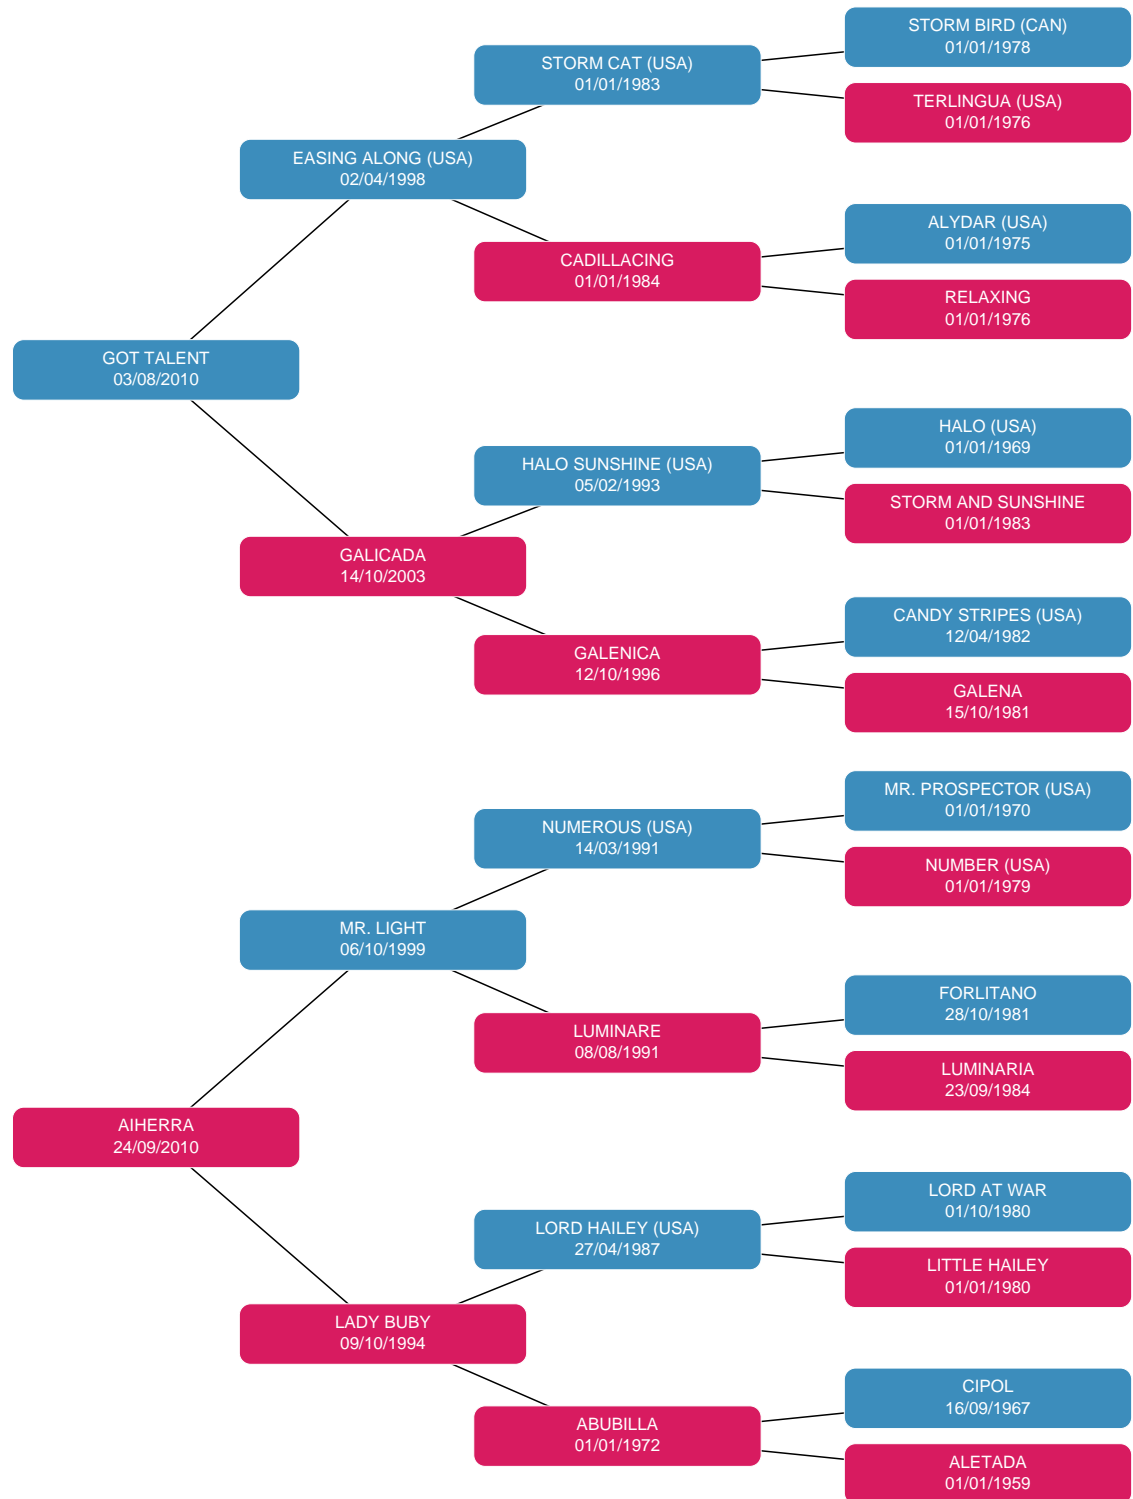 STORM BIRD (CAN)
01/01/1978
STORM CAT (USA)
01/01/1983
TERLINGUA (USA)
01/01/1976
EASING ALONG (USA)
02/04/1998
ALYDAR (USA)
01/01/1975
CADILLACING
01/01/1984
RELAXING
01/01/1976
GOT TALENT
03/08/2010
HALO (USA)
01/01/1969
HALO SUNSHINE (USA)
05/02/1993
STORM AND SUNSHINE
01/01/1983
GALICADA
14/10/2003
CANDY STRIPES (USA)
12/04/1982
GALENICA
12/10/1996
GALENA
15/10/1981
MR. PROSPECTOR (USA)
01/01/1970
NUMEROUS (USA)
14/03/1991
NUMBER (USA)
01/01/1979
MR. LIGHT
06/10/1999
FORLITANO
28/10/1981
LUMINARE
08/08/1991
LUMINARIA
23/09/1984
AIHERRA
24/09/2010
LORD AT WAR
01/10/1980
LORD HAILEY (USA)
27/04/1987
LITTLE HAILEY
01/01/1980
LADY BUBY
09/10/1994
CIPOL
16/09/1967
ABUBILLA
01/01/1972
ALETADA
01/01/1959